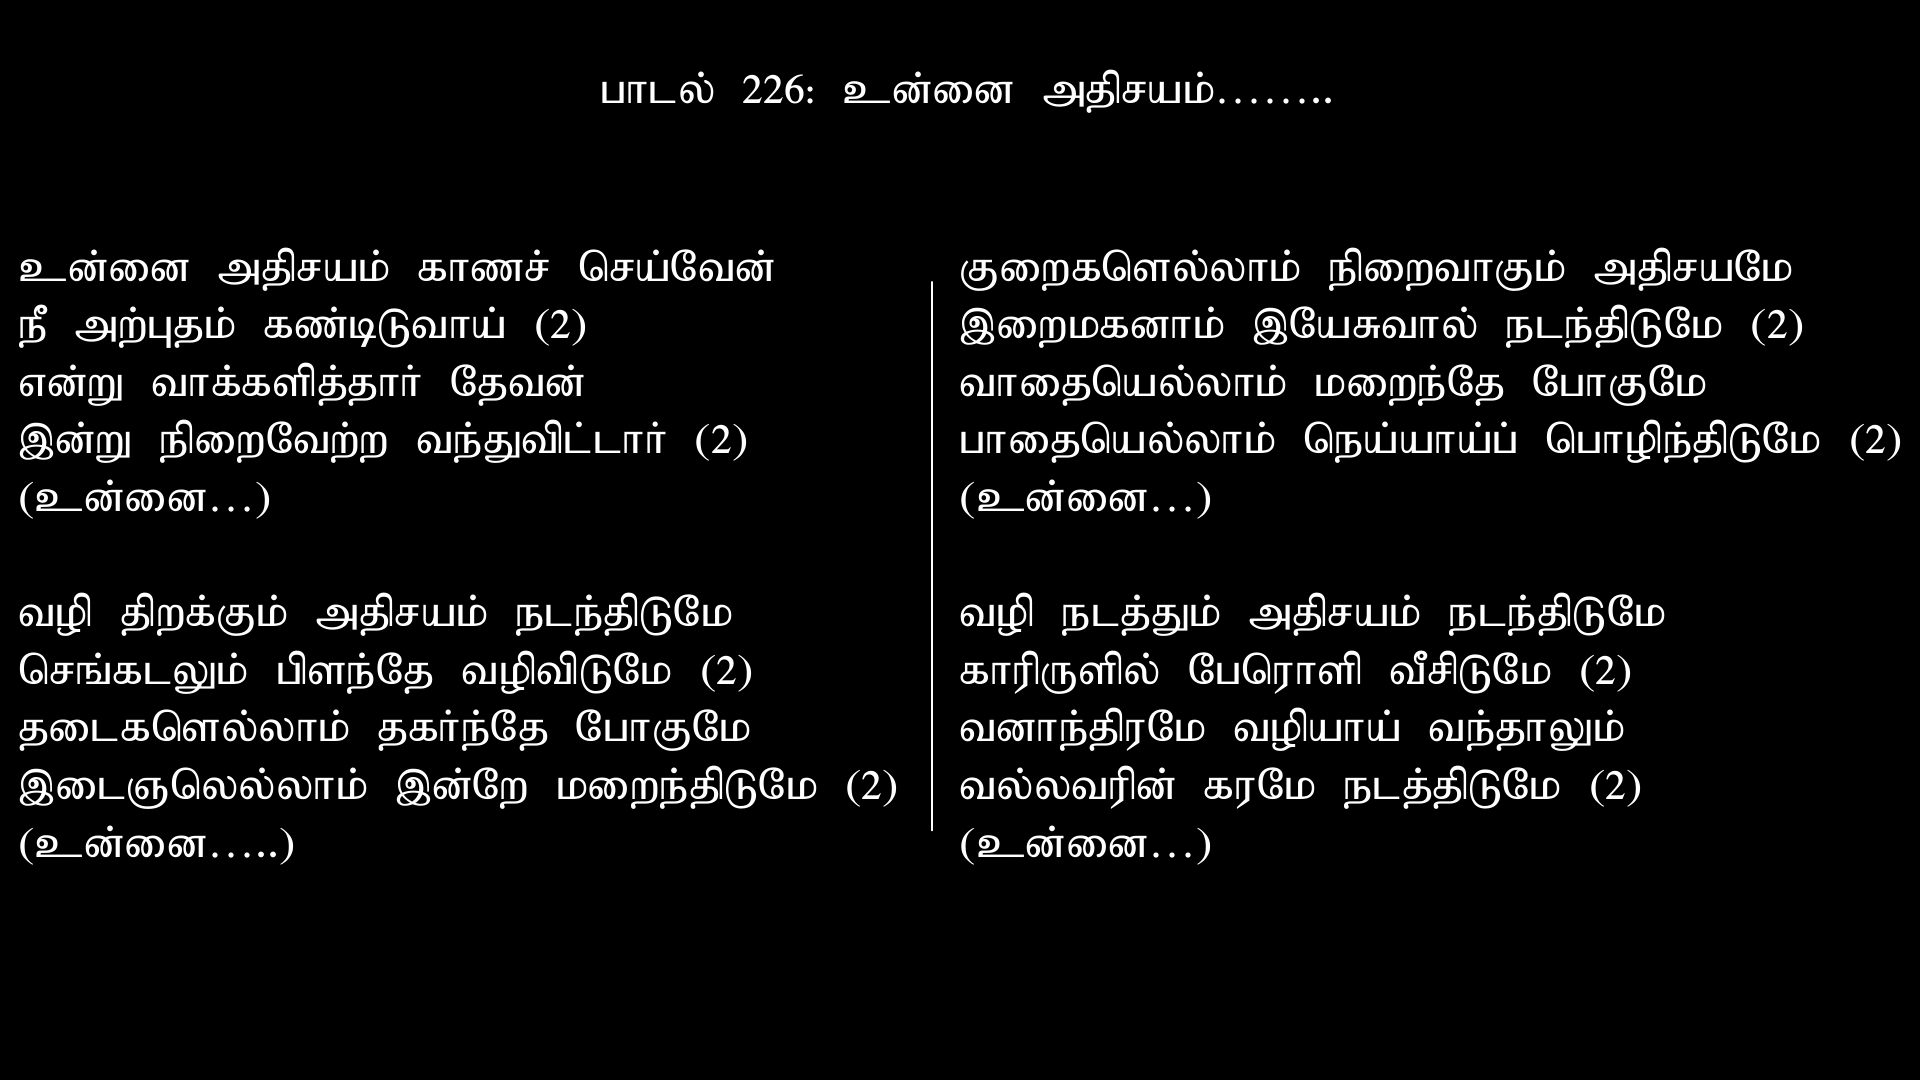 பாடல் 226: உன்னை அதிசயம்……..
உன்னை அதிசயம் காணச் செய்வேன்
நீ அற்புதம் கண்டிடுவாய் (2)
என்று வாக்களித்தார் தேவன்
இன்று நிறைவேற்ற வந்துவிட்டார் (2)
(உன்னை…)
வழி திறக்கும் அதிசயம் நடந்திடுமே
செங்கடலும் பிளந்தே வழிவிடுமே (2)
தடைகளெல்லாம் தகர்ந்தே போகுமே
இடைஞலெல்லாம் இன்றே மறைந்திடுமே (2)
(உன்னை…..)
குறைகளெல்லாம் நிறைவாகும் அதிசயமே
இறைமகனாம் இயேசுவால் நடந்திடுமே (2)
வாதையெல்லாம் மறைந்தே போகுமே
பாதையெல்லாம் நெய்யாய்ப் பொழிந்திடுமே (2)
(உன்னை…)
வழி நடத்தும் அதிசயம் நடந்திடுமே
காரிருளில் பேரொளி வீசிடுமே (2)
வனாந்திரமே வழியாய் வந்தாலும்
வல்லவரின் கரமே நடத்திடுமே (2)
(உன்னை…)